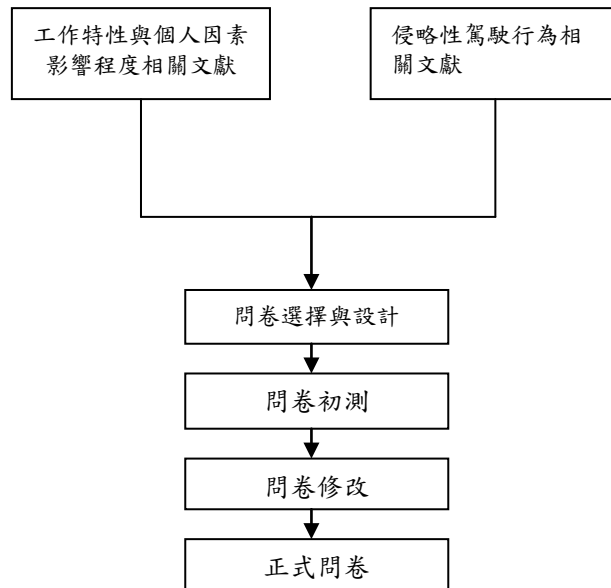 工作特性與個人因素
影響程度相關文獻
侵略性駕駛行為相
關文獻
問卷選擇與設計
問卷初測
問卷修改
正式問卷